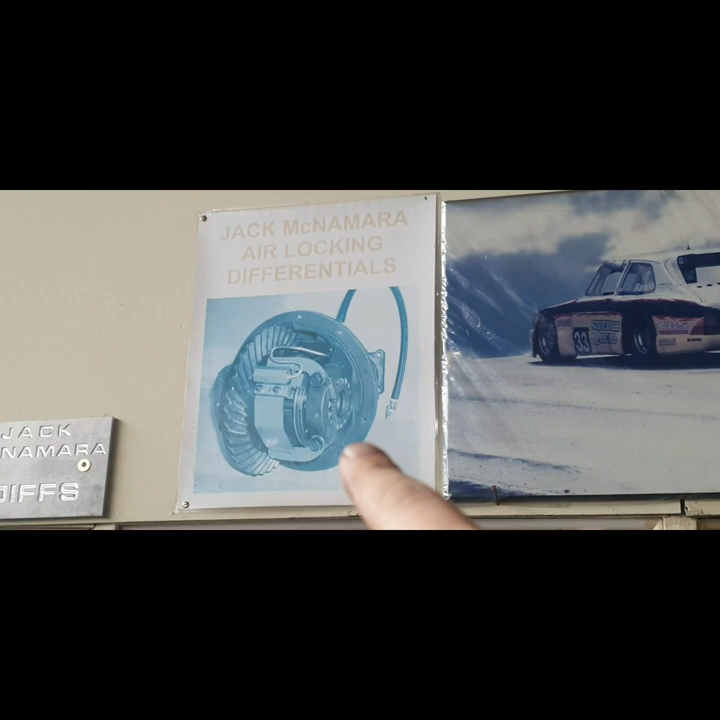 JACK McNAMARA
AIR LOCKING
DIFFERENTIALS
JACK
NAMARA
DIFFS
33